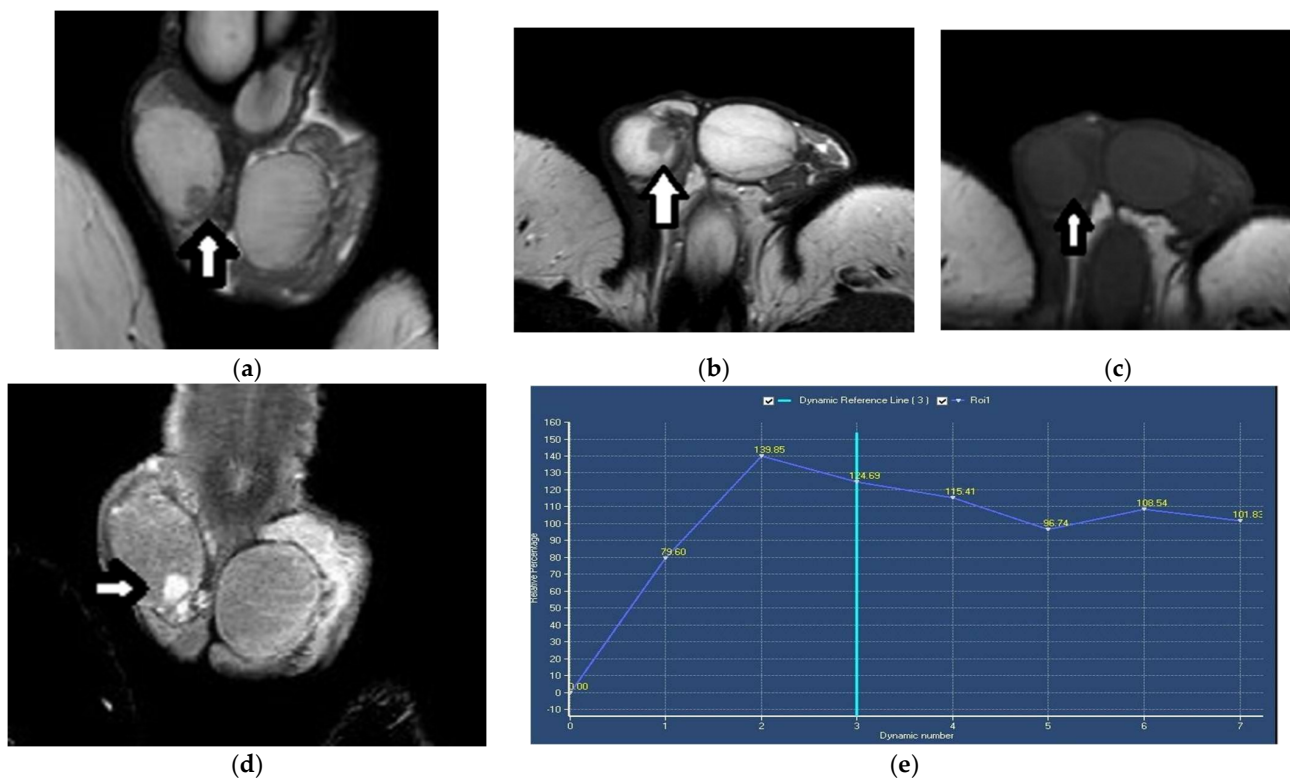 (a)
(b)
(c)
(d)
Dynamic Reference Line ( 3 ) Roi1
160
150
140
130
120
110
100
90
80
70
60
50
40
30
20
10
0
-10
Relative Percentage
0.00
79.60
139.85
124.69
115.41
96.74
108.54
101.83
0 1 2 3 4 5 6 7
Dynamic number
(e)